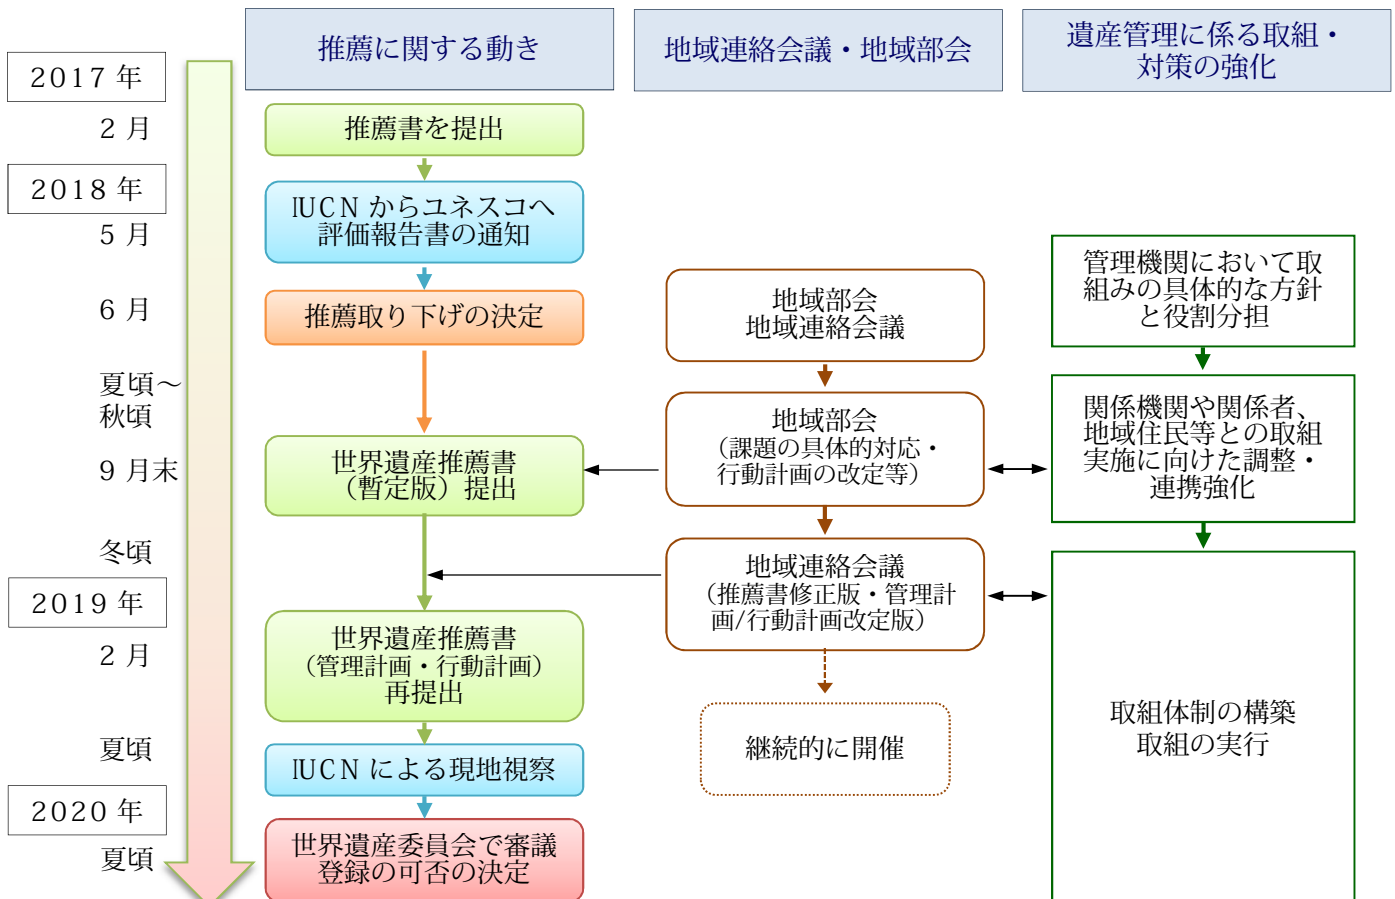 推薦に関する動き
地域連絡会議・地域部会
遺産管理に係る取組・
対策の強化
2017 年
2 月
2018 年
5 月
6 月
夏頃～
秋頃
9 月末
冬頃
2019 年
2 月
夏頃
2020 年
夏頃
推薦書を提出
IUCN からユネスコへ
評価報告書の通知
推薦取り下げの決定
世界遺産推薦書
（暫定版）提出
世界遺産推薦書
（管理計画・行動計画）
再提出
IUCN による現地視察
世界遺産委員会で審議
登録の可否の決定
地域部会
地域連絡会議
地域部会
（課題の具体的対応・
行動計画の改定等）
地域連絡会議
（推薦書修正版・管理計
画/行動計画改定版）
継続的に開催
管理機関において取
組みの具体的な方針
と役割分担
関係機関や関係者、
地域住民等との取組
実施に向けた調整・
連携強化
取組体制の構築
取組の実行